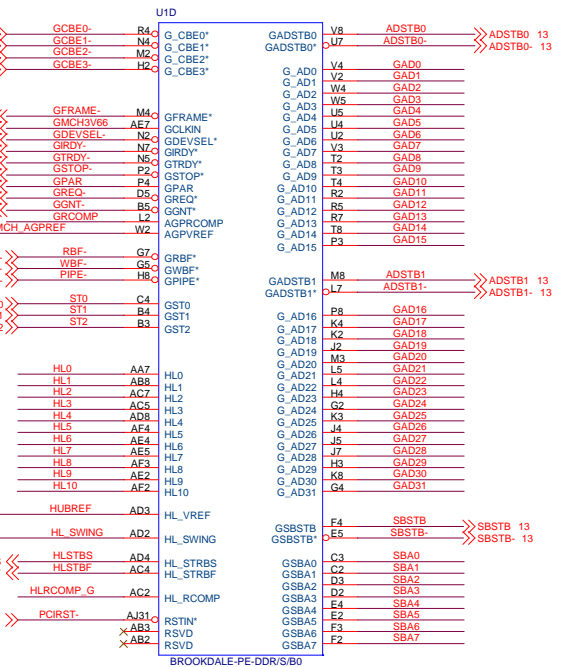 U1D
GCBE0- R4 G_CBE0*
GCBE1- N4 G_CBE1*
GCBE2- M2 G_CBE2*
GCBE3- H2 G_CBE3*
GFRAME- M4 GFRAME*
GMCH3V66 AE7 GCLKIN
GDEVSEL- N2 GDEVSEL*
GIRDY- N7 GIRDY*
GTRDY- N5 GTRDY*
GSTOP- P2 GSTOP*
GPAR P4 GPAR
GREQ- D5 GREQ*
GGNT- B5 GGNT*
GRCOMP L2 AGPRCOMP
MCH_AGPREF W2 AGPVREF
RBF- G7 GRBF*
WBF- G5 GWBF*
PIPE- H8 GPIPE*
ST0 C4 GST0
ST1 B4 GST1
ST2 B3 GST2
HL0 AA7 HL0
HL1 AB8 HL1
HL2 AC7 HL2
HL3 AC5 HL3
HL4 AD8 HL4
HL5 AF4 HL5
HL6 AE4 HL6
HL7 AE5 HL7
HL8 AF3 HL8
HL9 AE2 HL9
HL10 AF2 HL10
HUBREF AD3 HL_VREF
HL_SWING AD2 HL_SWING
HLSTBS AD4 HL_STRBS
HLSTBF AC4 HL_STRBF
HLRCOMP_G AC2 HL_RCOMP
PCIRST- AJ31 RSTIN*
AB3 RSVD
AB2 RSVD
GADSTB0 V8 ADSTB0 ADSTB0 13
GADSTB0* U7 ADSTB0- ADSTB0- 13
G_AD0 V4 GAD0
G_AD1 V2 GAD1
G_AD2 W4 GAD2
G_AD3 W5 GAD3
G_AD4 U5 GAD4
G_AD5 U4 GAD5
G_AD6 U2 GAD6
G_AD7 V3 GAD7
G_AD8 T2 GAD8
G_AD9 T3 GAD9
G_AD10 T4 GAD10
G_AD11 R2 GAD11
G_AD12 R5 GAD12
G_AD13 R7 GAD13
G_AD14 T8 GAD14
G_AD15 P3 GAD15
GADSTB1 M8 ADSTB1 ADSTB1 13
GADSTB1* L7 ADSTB1- ADSTB1- 13
G_AD16 P8 GAD16
G_AD17 K4 GAD17
G_AD18 K2 GAD18
G_AD19 J2 GAD19
G_AD20 M3 GAD20
G_AD21 L5 GAD21
G_AD22 L4 GAD22
G_AD23 H4 GAD23
G_AD24 G2 GAD24
G_AD25 K3 GAD25
G_AD26 J4 GAD26
G_AD27 J5 GAD27
G_AD28 J7 GAD28
G_AD29 H3 GAD29
G_AD30 K8 GAD30
G_AD31 G4 GAD31
GSBSTB F4 SBSTB SBSTB 13
GSBSTB* E5 SBSTB- SBSTB- 13
GSBA0 C3 SBA0
GSBA1 C2 SBA1
GSBA2 D3 SBA2
GSBA3 D2 SBA3
GSBA4 E4 SBA4
GSBA5 E2 SBA5
GSBA6 F3 SBA6
GSBA7 F2 SBA7
BROOKDALE-PE-DDR/S/B0